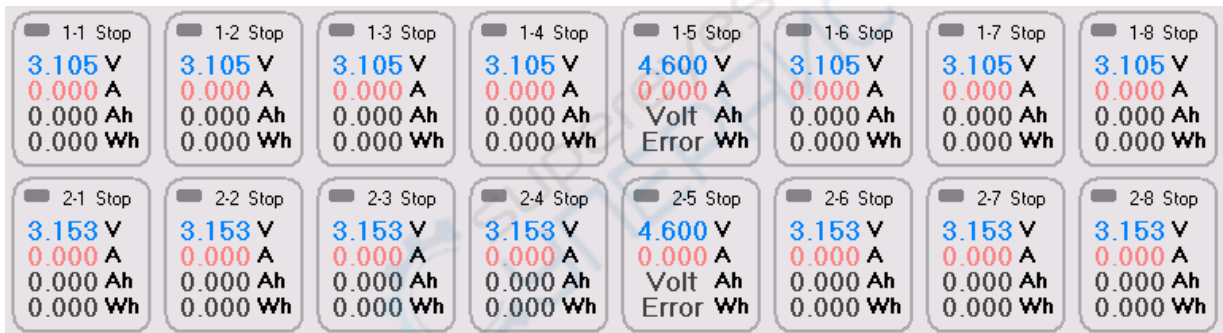 1-1 Stop 1-2 Stop 1-3 Stop 1-4 Stop 1-5 Stop 1-6 Stop 1-7 Stop 1-8 Stop
3.105 V 3.105 V 3.105 V 3.105 V 4.600 V 3.105 V 3.105 V 3.105 V
0.000 A 0.000 A 0.000 A 0.000 A 0.000 A 0.000 A 0.000 A 0.000 A
0.000 Ah 0.000 Ah 0.000 Ah 0.000 Ah Volt Ah 0.000 Ah 0.000 Ah 0.000 Ah
0.000 Wh 0.000 Wh 0.000 Wh 0.000 Wh Error Wh 0.000 Wh 0.000 Wh 0.000 Wh
2-1 Stop 2-2 Stop 2-3 Stop 2-4 Stop 2-5 Stop 2-6 Stop 2-7 Stop 2-8 Stop
3.153 V 3.153 V 3.153 V 3.153 V 4.600 V 3.153 V 3.153 V 3.153 V
0.000 A 0.000 A 0.000 A 0.000 A 0.000 A 0.000 A 0.000 A 0.000 A
0.000 Ah 0.000 Ah 0.000 Ah 0.000 Ah Volt Ah 0.000 Ah 0.000 Ah 0.000 Ah
0.000 Wh 0.000 Wh 0.000 Wh 0.000 Wh Error Wh 0.000 Wh 0.000 Wh 0.000 Wh